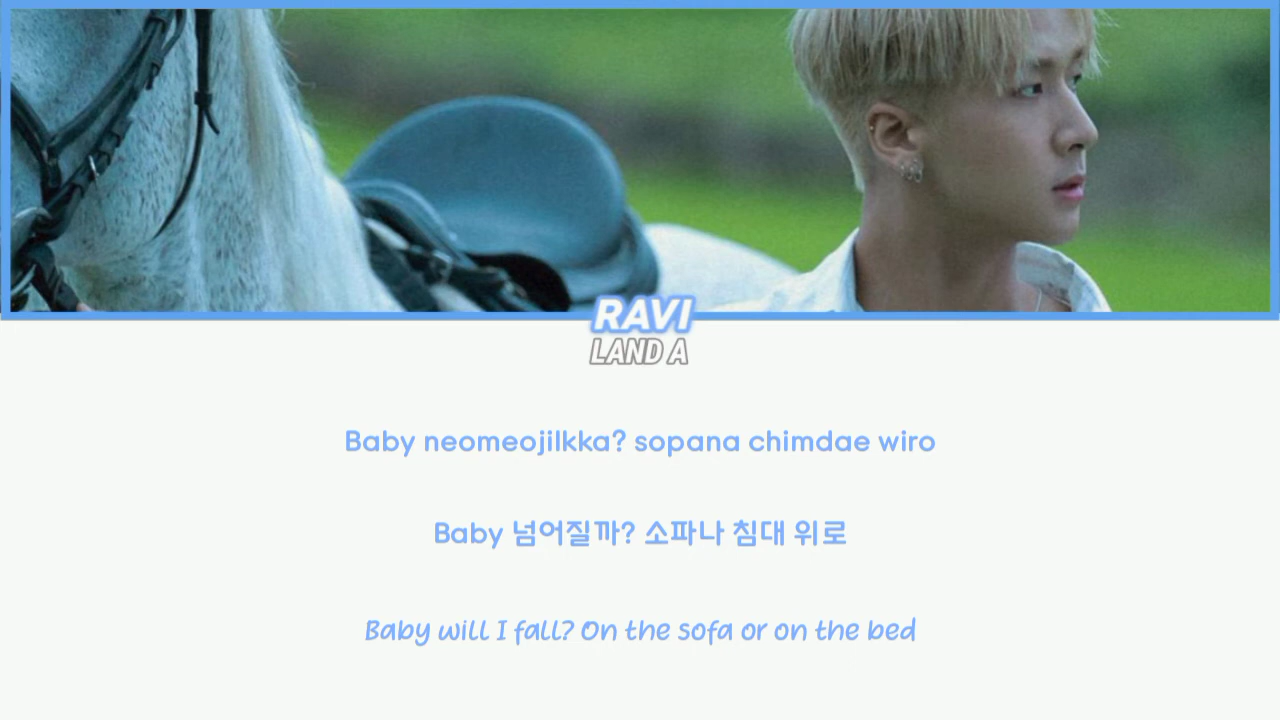 RAVI
LAND A
Baby neomeojilkka? sopana chimdae wiro
Baby 넘어질까? 소파나 침대 위로
Baby will I fall? On the sofa or on the bed